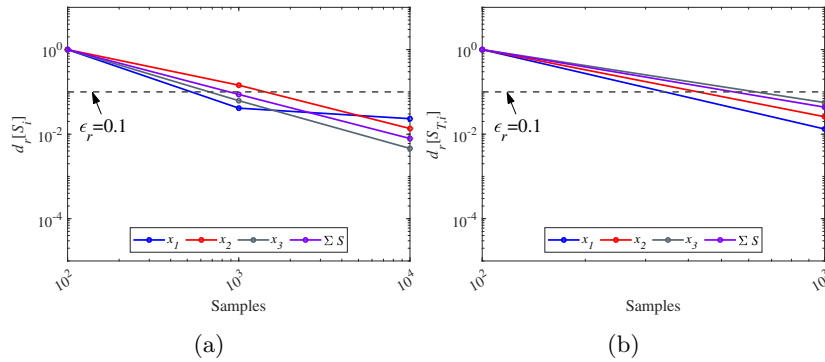 10^0
10^-2
10^-4
d_r[S_i]
ϵ_r=0.1
x_1 x_2 x_3 Σ S
10^2 10^3 10^4
Samples
(a)
10^0
10^-2
10^-4
d_r[S_{T,i}]
ϵ_r=0.1
x_1 x_2 x_3 Σ S
10^2
Samples
(b)